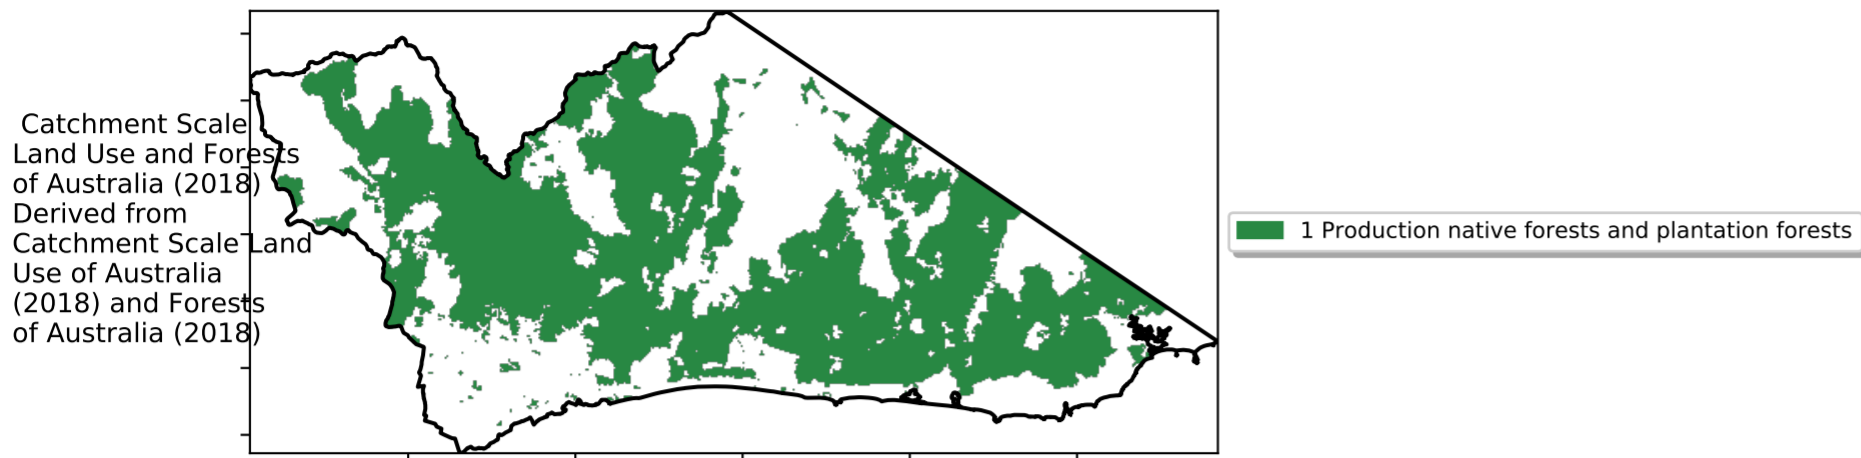 Catchment Scale
Land Use and Forests
of Australia (2018)
Derived from
Catchment Scale Land
Use of Australia
(2018) and Forests
of Australia (2018)
1 Production native forests and plantation forests